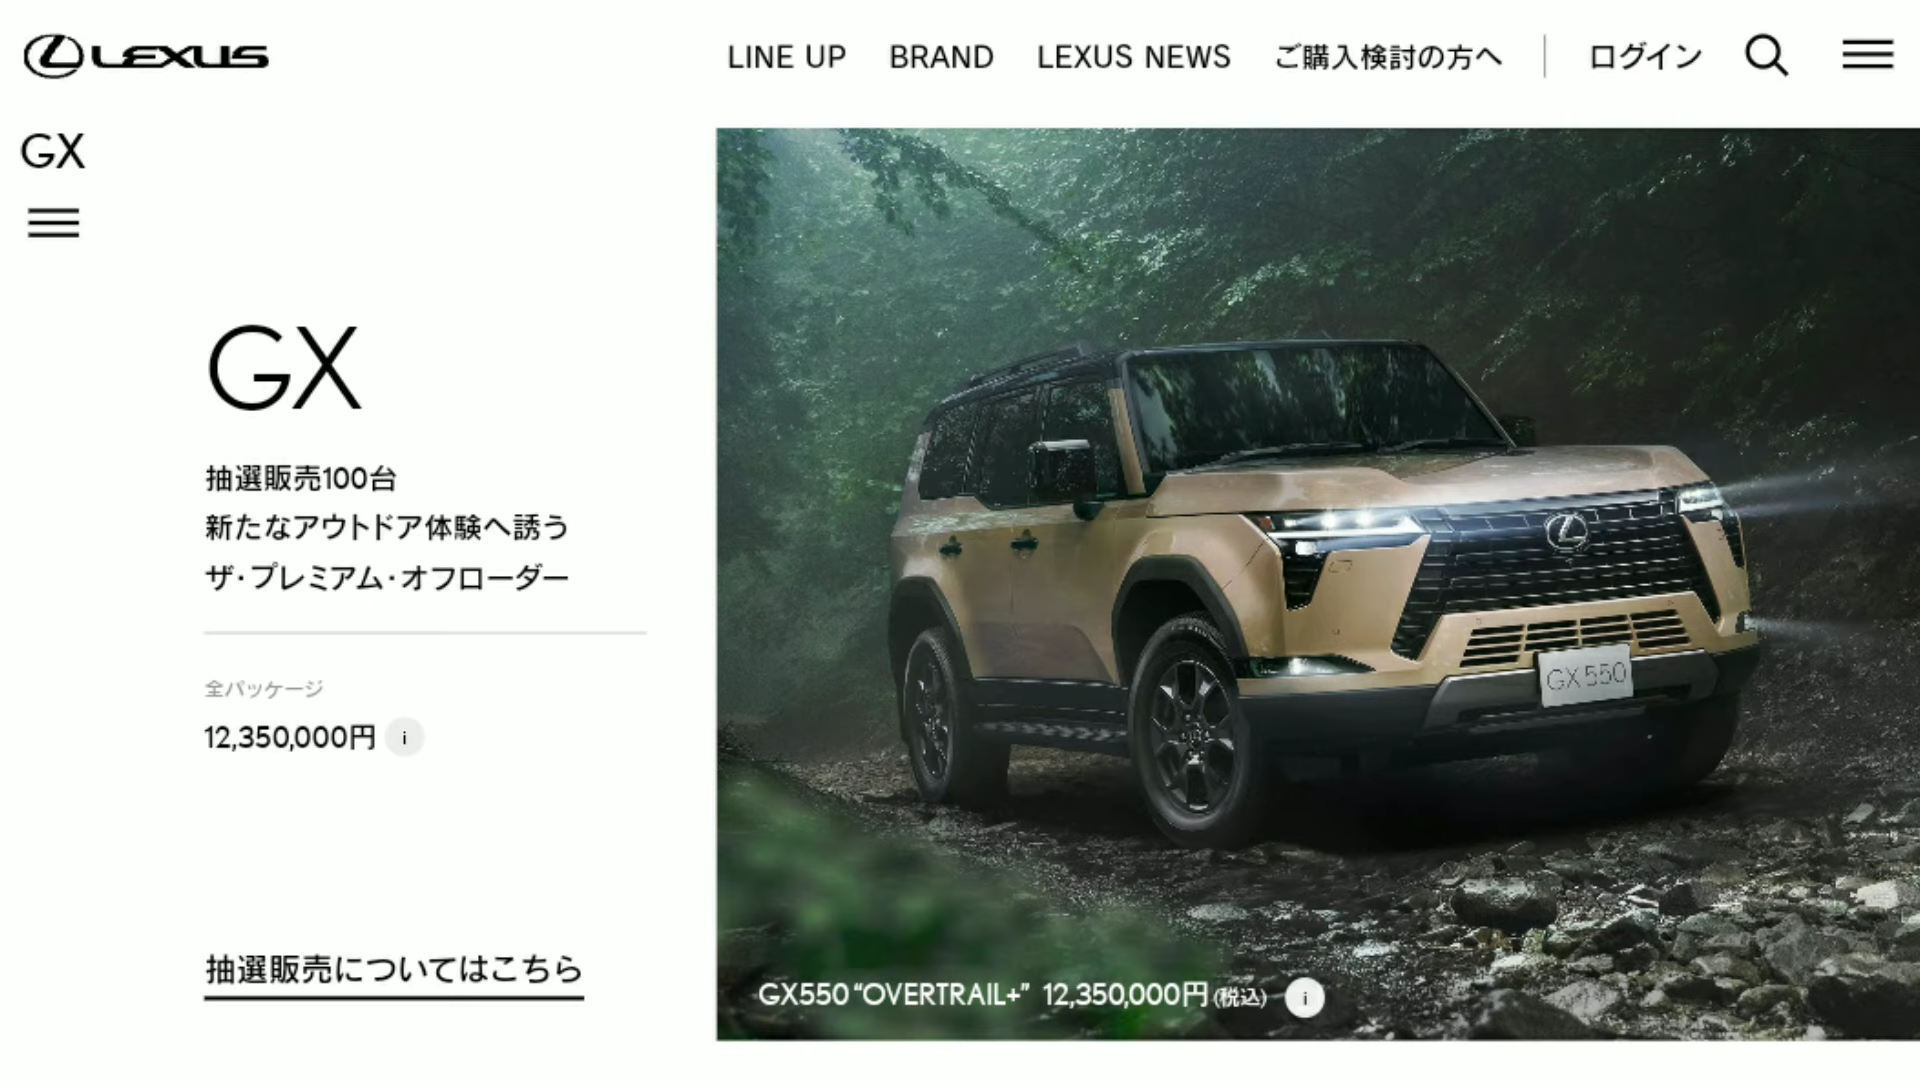 LEXUS
LINE UP BRAND LEXUS NEWS ご購入検討の方へ ログイン
GX
GX
抽選販売100台
新たなアウトドア体験へ誘う
ザ・プレミアム・オフローダー
全パッケージ
12,350,000円 i
抽選販売についてはこちら
GX 550
GX550 “OVERTRAIL+” 12,350,000円 (税込) i